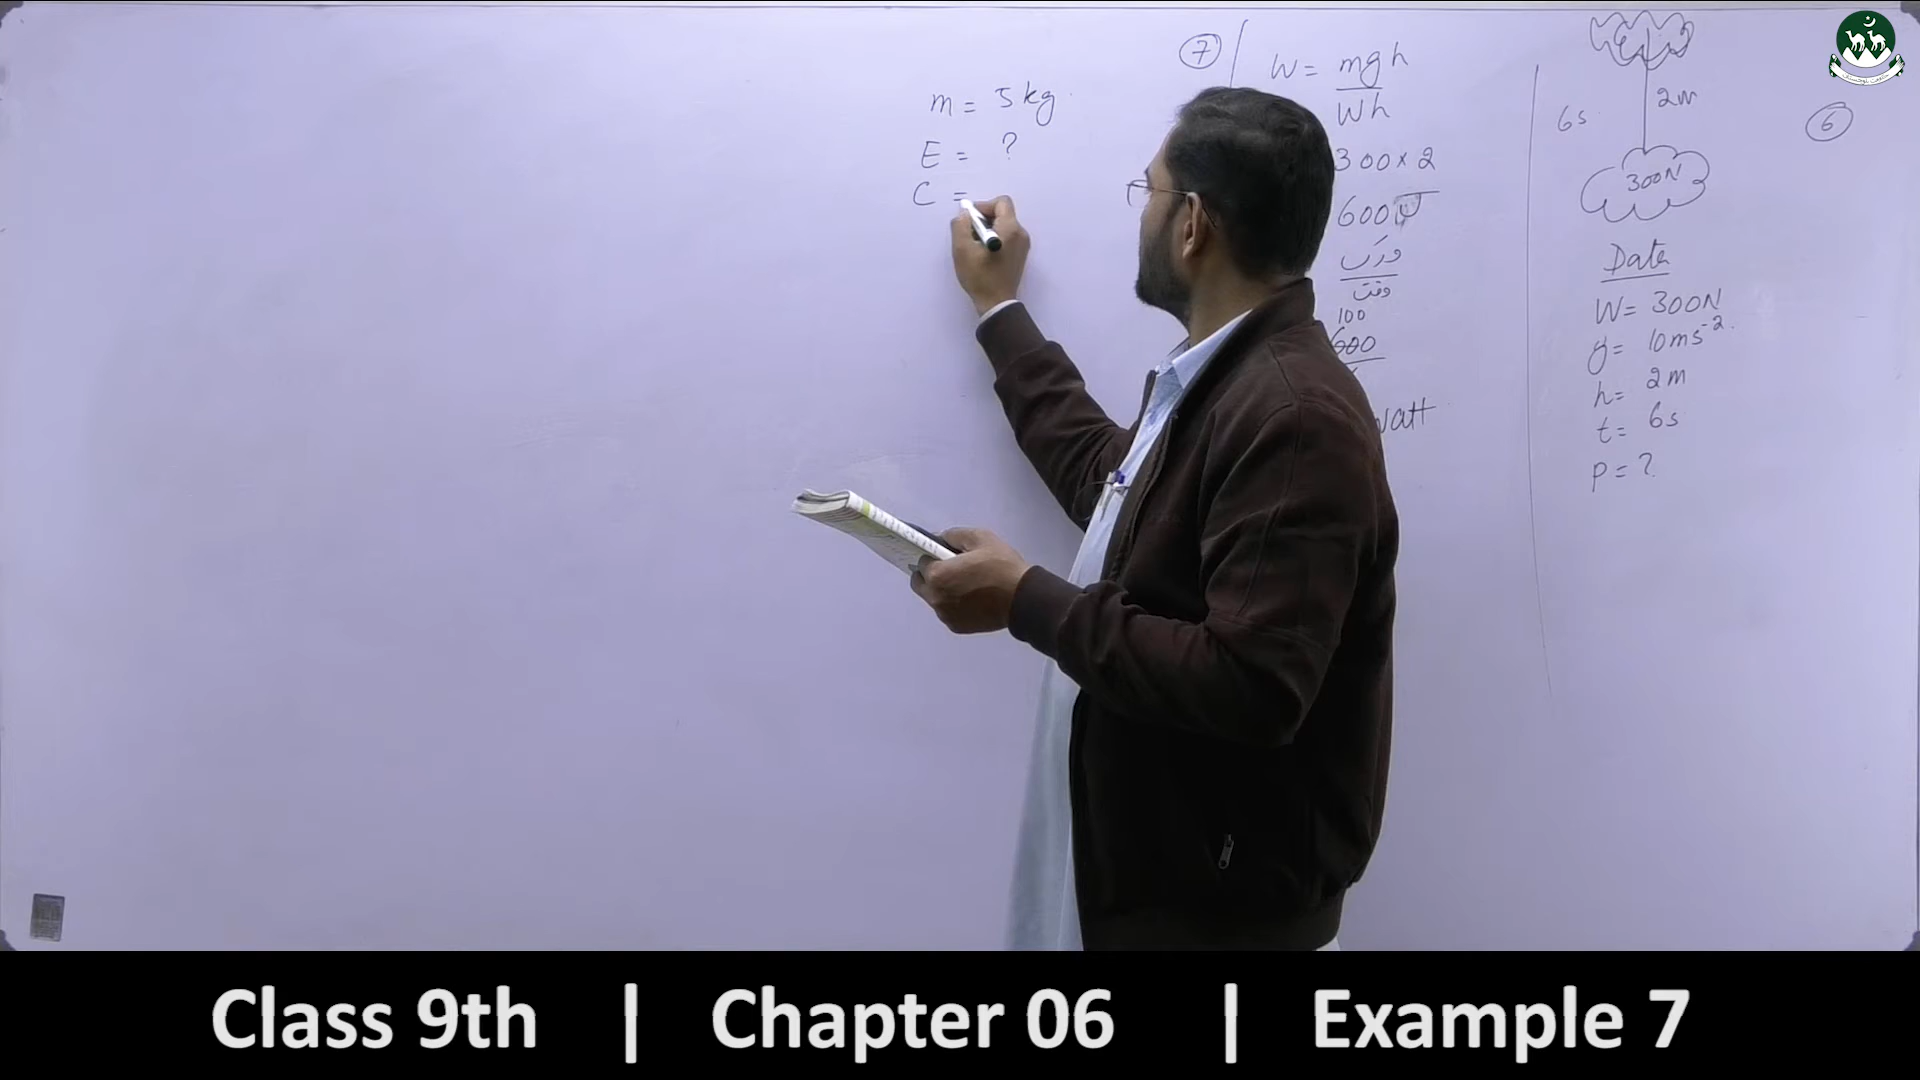 m = 5 kg
E = ?
C =
7
W = mgh
Wh
300 × 2
600 J
ورک
وقت
100
600
watt
6s
2m
6
300N
Data
W = 300N
g = 10ms⁻²
h = 2m
t = 6s
P = ?
Class 9th | Chapter 06 | Example 7